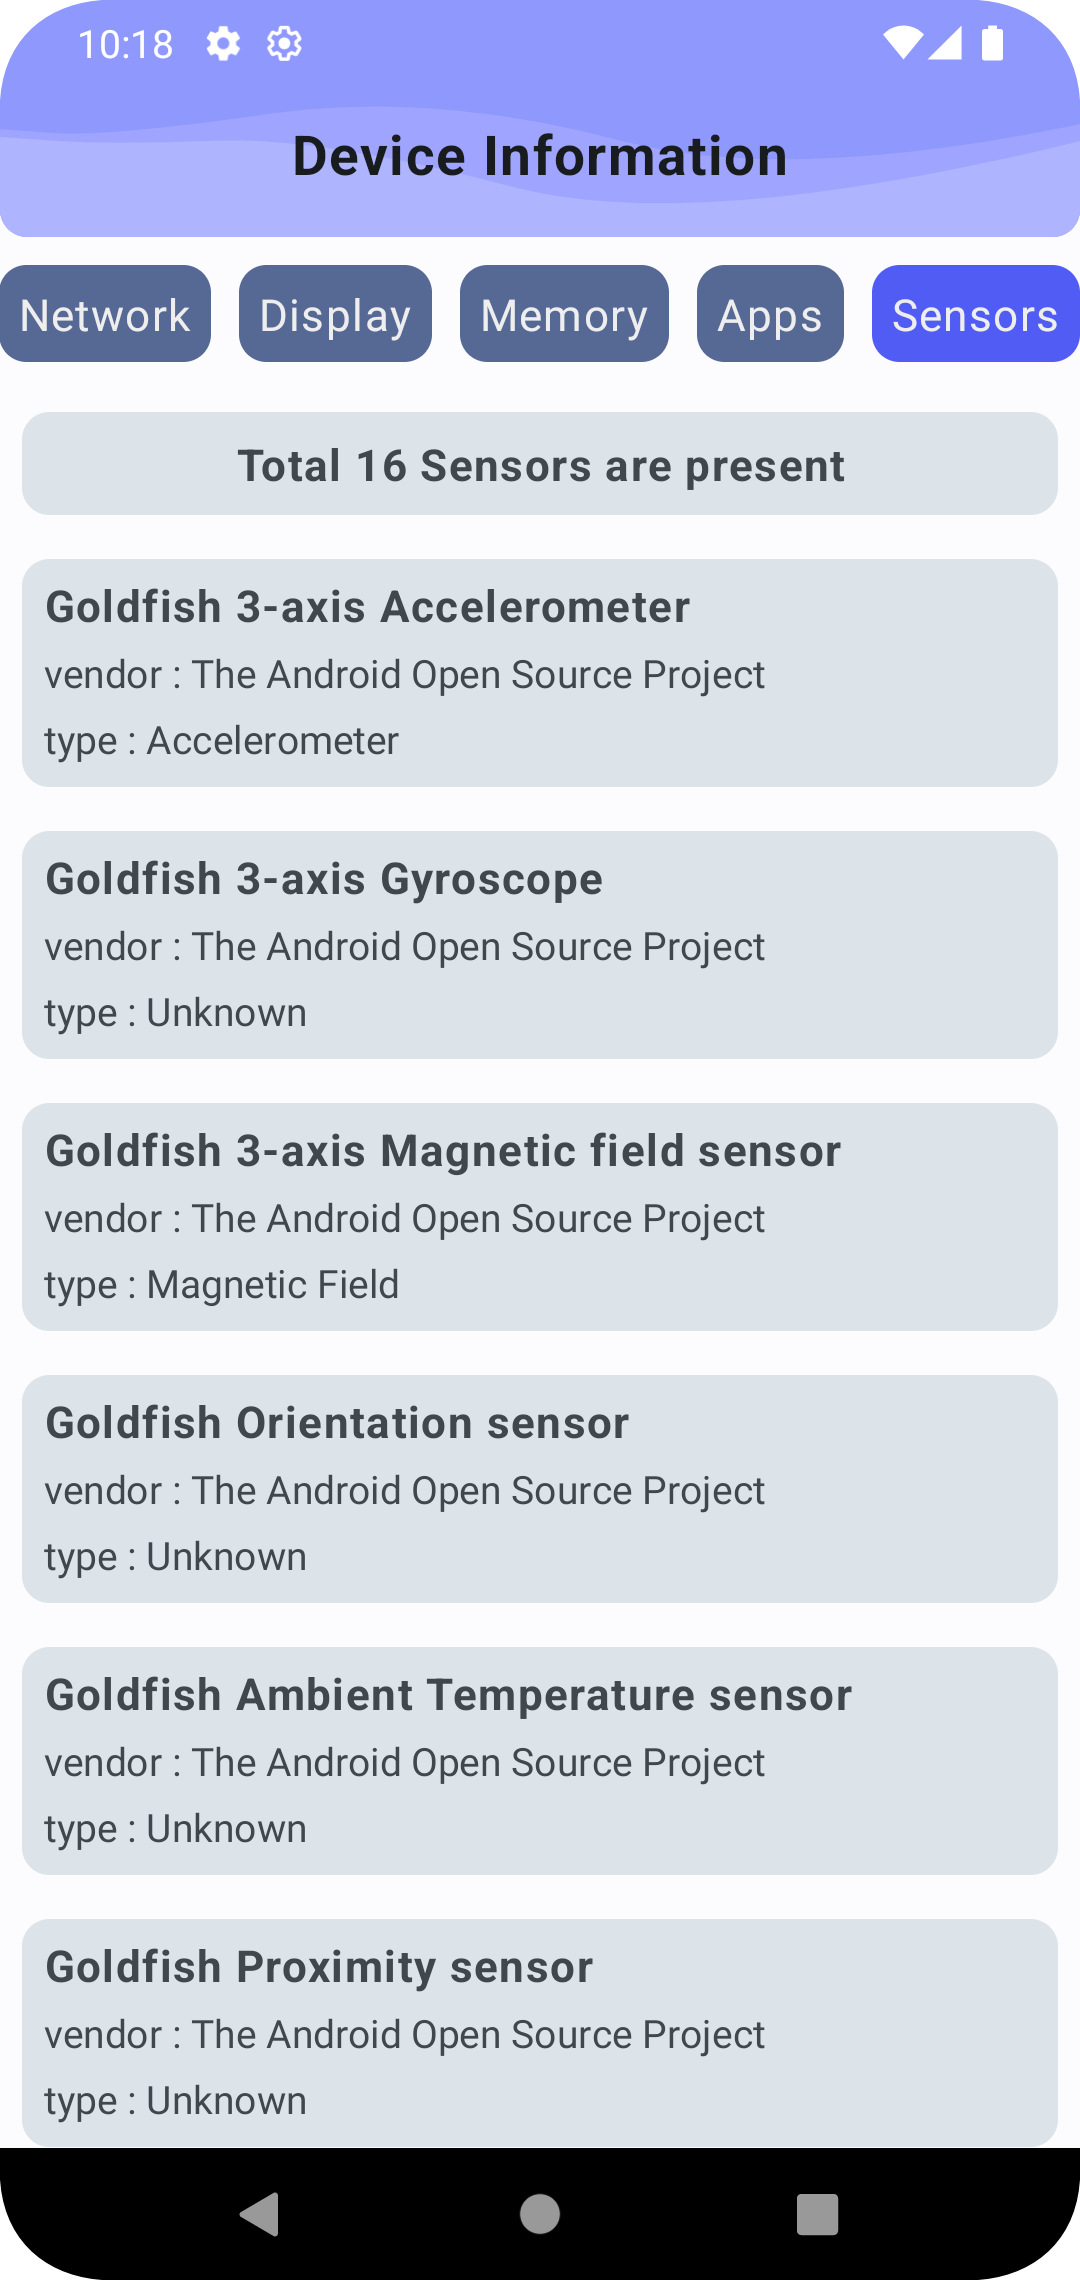 10:18
Device Information
Network Display Memory Apps Sensors
Total 16 Sensors are present
Goldfish 3-axis Accelerometer
vendor : The Android Open Source Project
type : Accelerometer
Goldfish 3-axis Gyroscope
vendor : The Android Open Source Project
type : Unknown
Goldfish 3-axis Magnetic field sensor
vendor : The Android Open Source Project
type : Magnetic Field
Goldfish Orientation sensor
vendor : The Android Open Source Project
type : Unknown
Goldfish Ambient Temperature sensor
vendor : The Android Open Source Project
type : Unknown
Goldfish Proximity sensor
vendor : The Android Open Source Project
type : Unknown